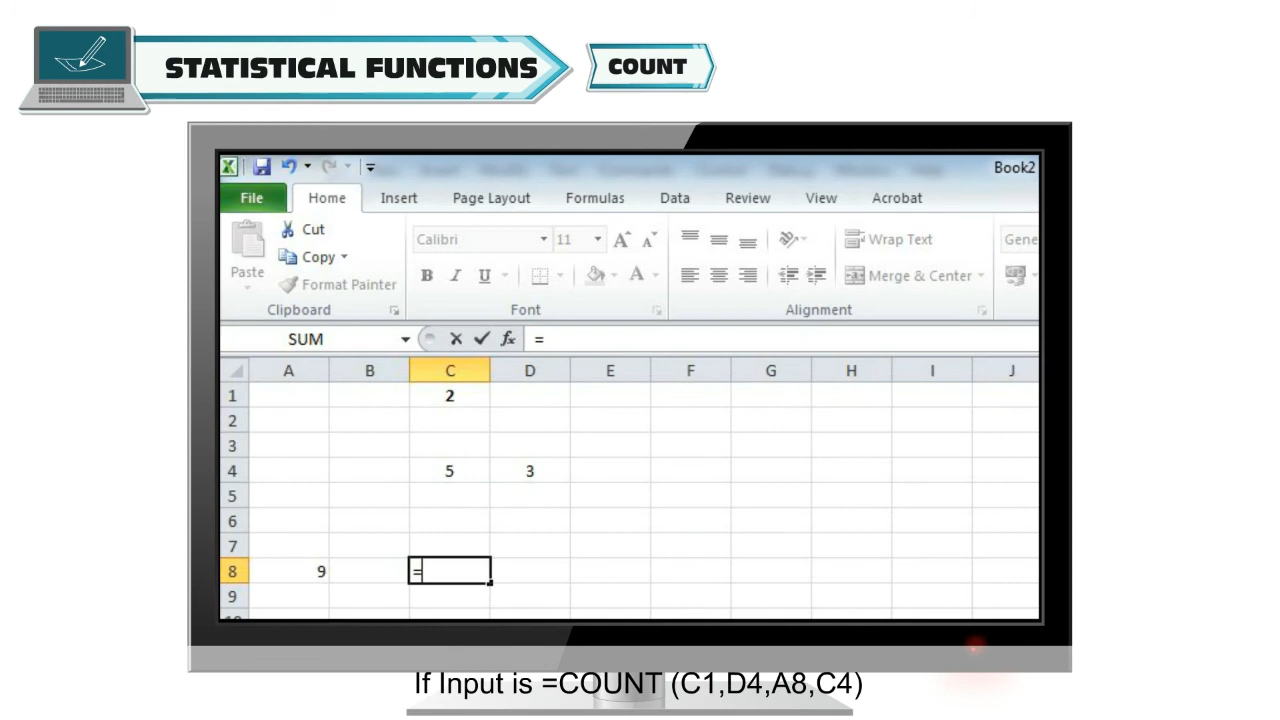 STATISTICAL FUNCTIONS COUNT
Book2
File Home Insert Page Layout Formulas Data Review View Acrobat
Cut
Calibri 11 A A Wrap Text Gene
Copy
Paste B I U A Merge & Center
Format Painter
Clipboard Font Alignment
SUM fx =
A B C D E F G H I J
1 2
2
3
4 5 3
5
6
7
8 9 =
9
If Input is =COUNT (C1,D4,A8,C4)